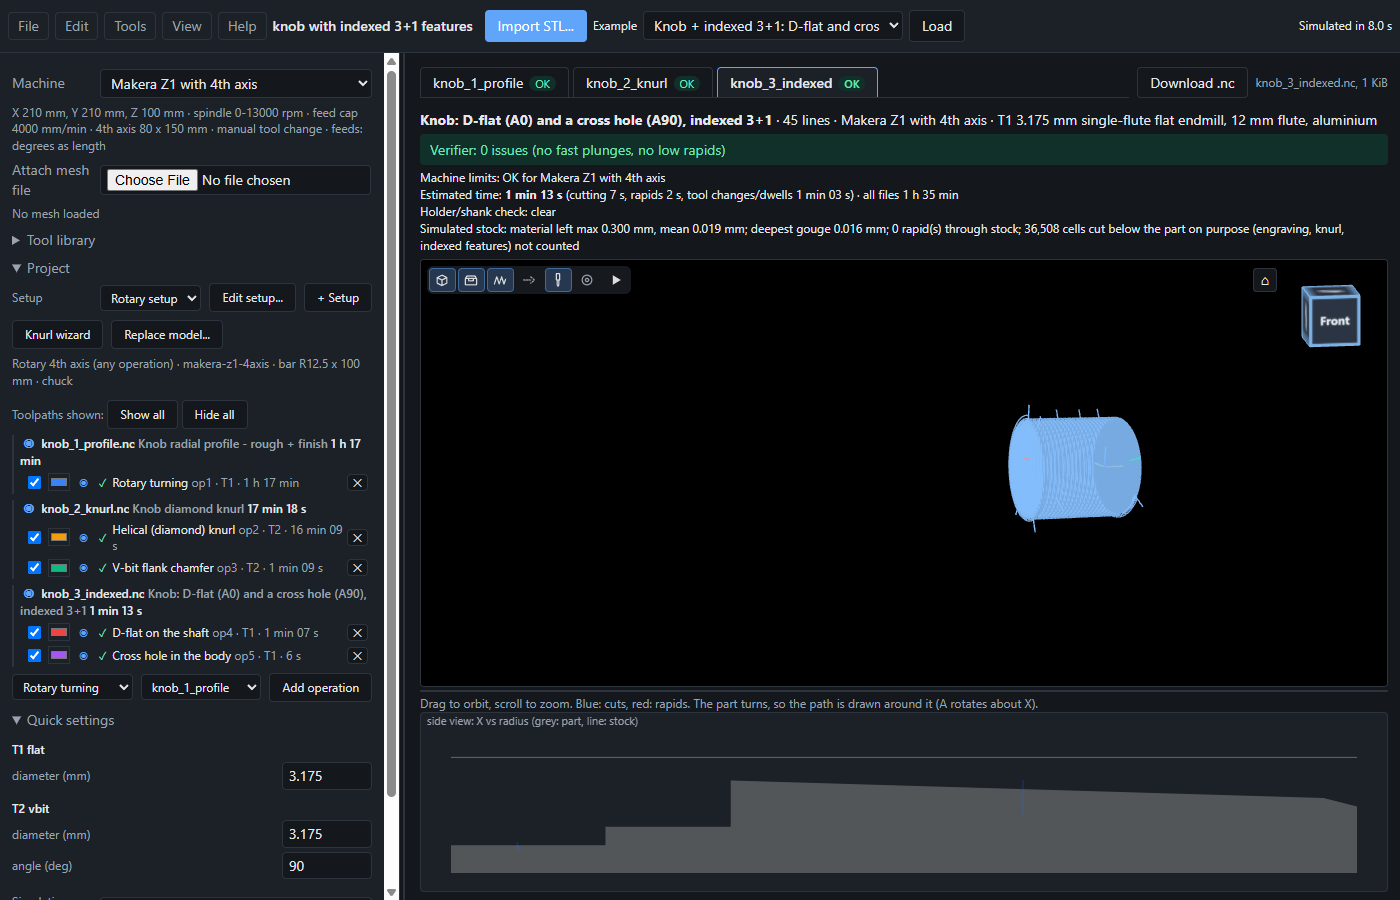 File Edit Tools View Help knob with indexed 3+1 features Import STL... Example Knob + indexed 3+1: D-flat and cros Load Simulated in 8.0 s
Machine Makera Z1 with 4th axis
X 210 mm, Y 210 mm, Z 100 mm · spindle 0-13000 rpm · feed cap
4000 mm/min · 4th axis 80 x 150 mm · manual tool change · feeds:
degrees as length
Attach mesh
file
Choose File No file chosen
No mesh loaded
Tool library
Project
Setup Rotary setup Edit setup... + Setup
Knurl wizard Replace model...
Rotary 4th axis (any operation) · makera-z1-4axis · bar R12.5 x 100
mm · chuck
Toolpaths shown: Show all Hide all
knob_1_profile.nc Knob radial profile - rough + finish 1 h 17
min
✓ Rotary turning op1 · T1 · 1 h 17 min ×
knob_2_knurl.nc Knob diamond knurl 17 min 18 s
✓ Helical (diamond) knurl op2 · T2 · 16 min 09
s ×
✓ V-bit flank chamfer op3 · T2 · 1 min 09 s ×
knob_3_indexed.nc Knob: D-flat (A0) and a cross hole (A90),
indexed 3+1 1 min 13 s
✓ D-flat on the shaft op4 · T1 · 1 min 07 s ×
✓ Cross hole in the body op5 · T1 · 6 s ×
Rotary turning knob_1_profile Add operation
Quick settings
T1 flat
diameter (mm) 3.175
T2 vbit
diameter (mm) 3.175
angle (deg) 90
knob_1_profile OK knob_2_knurl OK knob_3_indexed OK Download .nc knob_3_indexed.nc, 1 KiB
Knob: D-flat (A0) and a cross hole (A90), indexed 3+1 · 45 lines · Makera Z1 with 4th axis · T1 3.175 mm single-flute flat endmill, 12 mm flute, aluminium
Verifier: 0 issues (no fast plunges, no low rapids)
Machine limits: OK for Makera Z1 with 4th axis
Estimated time: 1 min 13 s (cutting 7 s, rapids 2 s, tool changes/dwells 1 min 03 s) · all files 1 h 35 min
Holder/shank check: clear
Simulated stock: material left max 0.300 mm, mean 0.019 mm; deepest gouge 0.016 mm; 0 rapid(s) through stock; 36,508 cells cut below the part on purpose (engraving, knurl,
indexed features) not counted
Front
Drag to orbit, scroll to zoom. Blue: cuts, red: rapids. The part turns, so the path is drawn around it (A rotates about X).
side view: X vs radius (grey: part, line: stock)